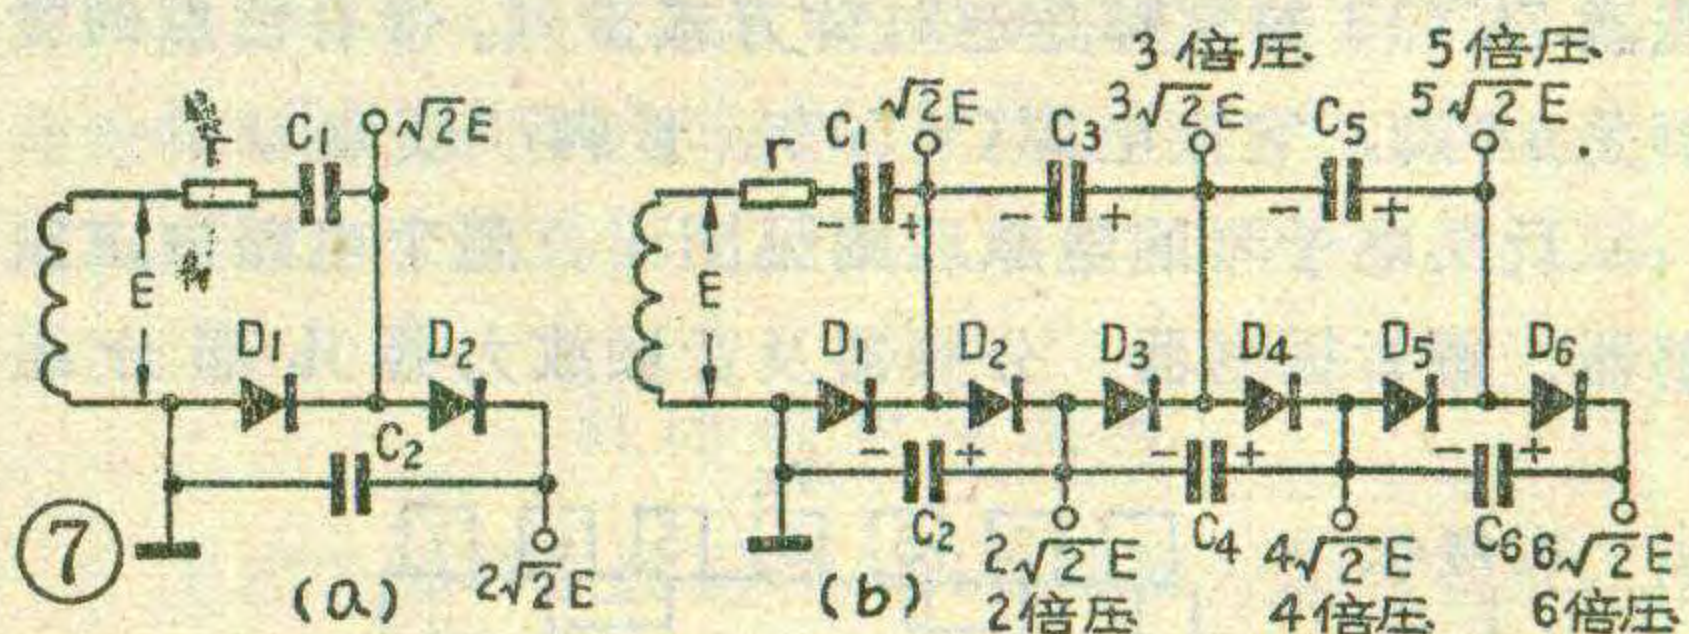 C1
√2E
r
E
D1
D2
C2
2√2E
(a)
⑦
3倍压
5倍压
r
C1
√2E
C3
3√2E
C5
5√2E
- +
- +
- +
E
D1
D2
D3
D4
D5
D6
- +
- +
- +
C2
2√2E
C4
4√2E
C6
6√2E
(b)
2倍压
4倍压
6倍压